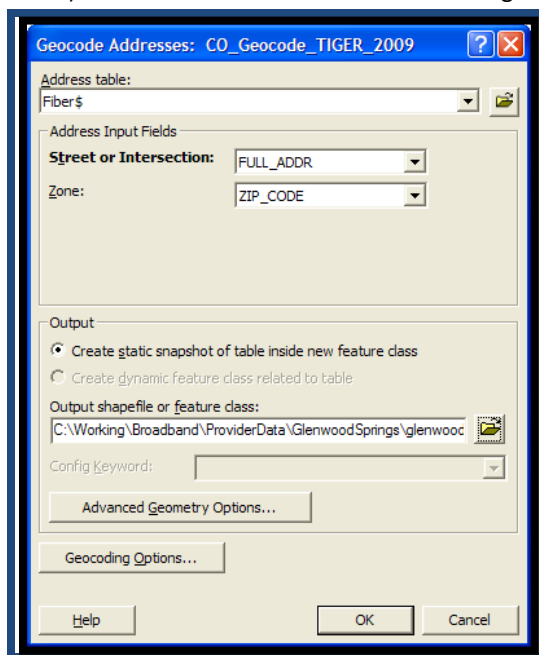 Geocode Addresses: CO_Geocode_TIGER_2009
Address table:
Fiber$
Address Input Fields
Street or Intersection: FULL_ADDR
Zone: ZIP_CODE
Output
Create static snapshot of table inside new feature class
Create dynamic feature class related to table
Output shapefile or feature class:
C:\Working\Broadband\ProviderData\GlenwoodSprings\glenwooc
Config Keyword:
Advanced Geometry Options...
Geocoding Options...
Help OK Cancel